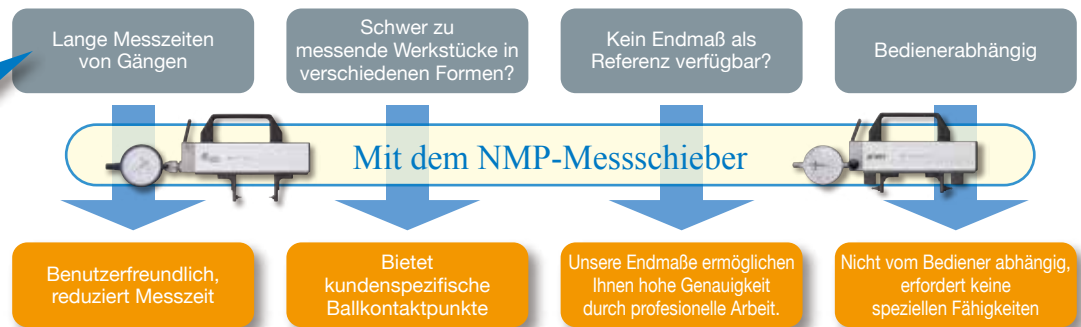 Lange Messzeiten
von Gängen
Schwer zu
messende Werkstücke in
verschiedenen Formen?
Kein Endmaß als
Referenz verfügbar?
Bedienerabhängig
Mit dem NMP-Messschieber
Benutzerfreundlich,
reduziert Messzeit
Bietet
kundenspezifische
Ballkontaktpunkte
Unsere Endmaße ermöglichen
Ihnen hohe Genauigkeit
durch profesionelle Arbeit.
Nicht vom Bediener abhängig,
erfordert keine
speziellen Fähigkeiten